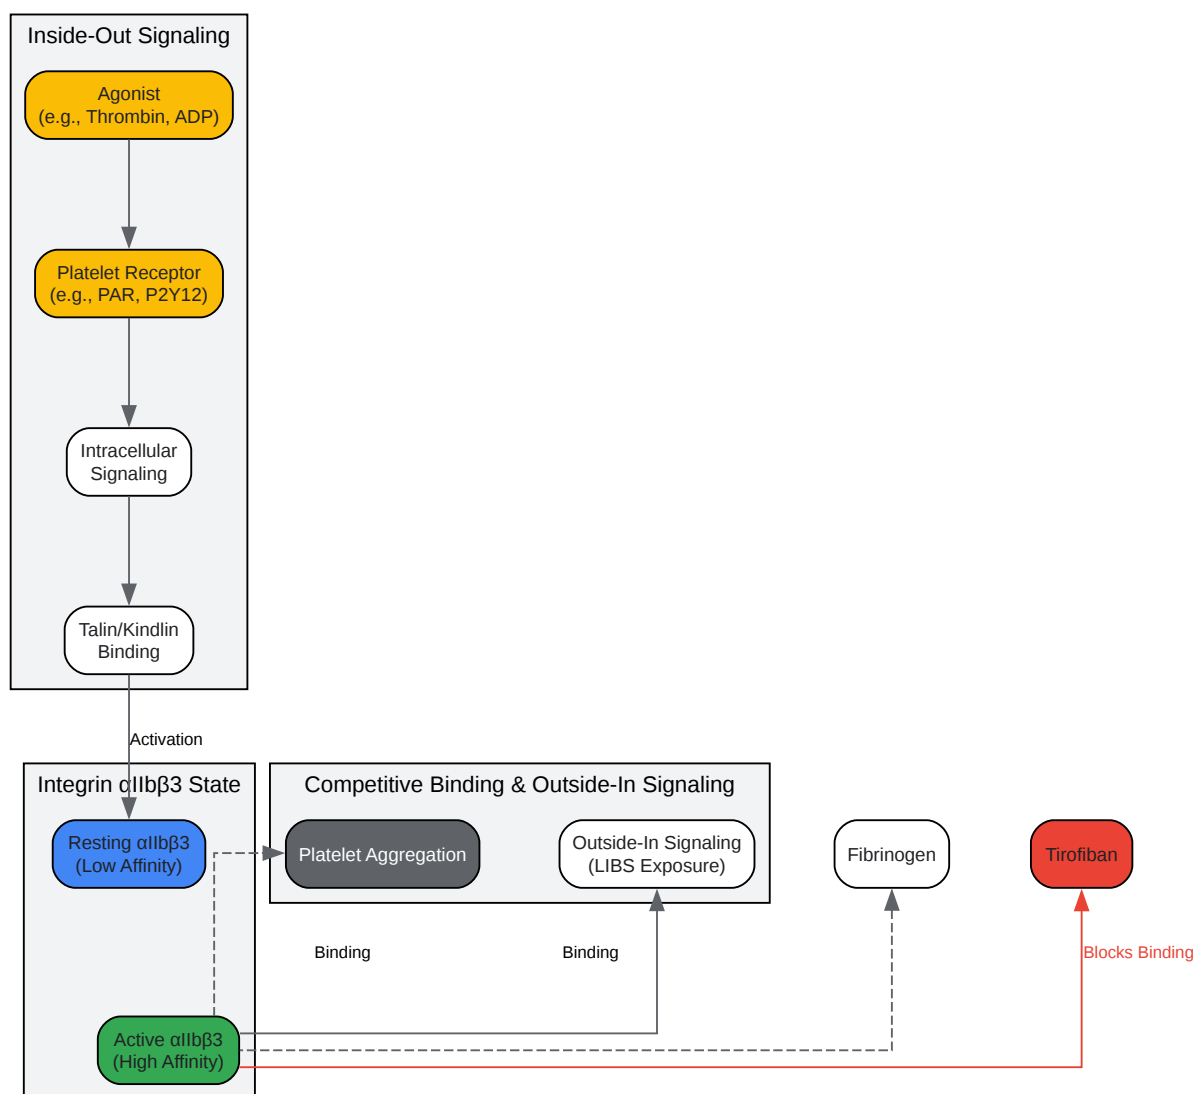 Inside-Out Signaling
Agonist
(e.g., Thrombin, ADP)
Platelet Receptor
(e.g., PAR, P2Y12)
Intracellular
Signaling
Talin/Kindlin
Binding
Activation
Integrin αIIbβ3 State
Competitive Binding & Outside-In Signaling
Resting αIIbβ3
(Low Affinity)
Platelet Aggregation
Outside-In Signaling
(LIBS Exposure)
Fibrinogen
Tirofiban
Binding
Binding
Blocks Binding
Active αIIbβ3
(High Affinity)